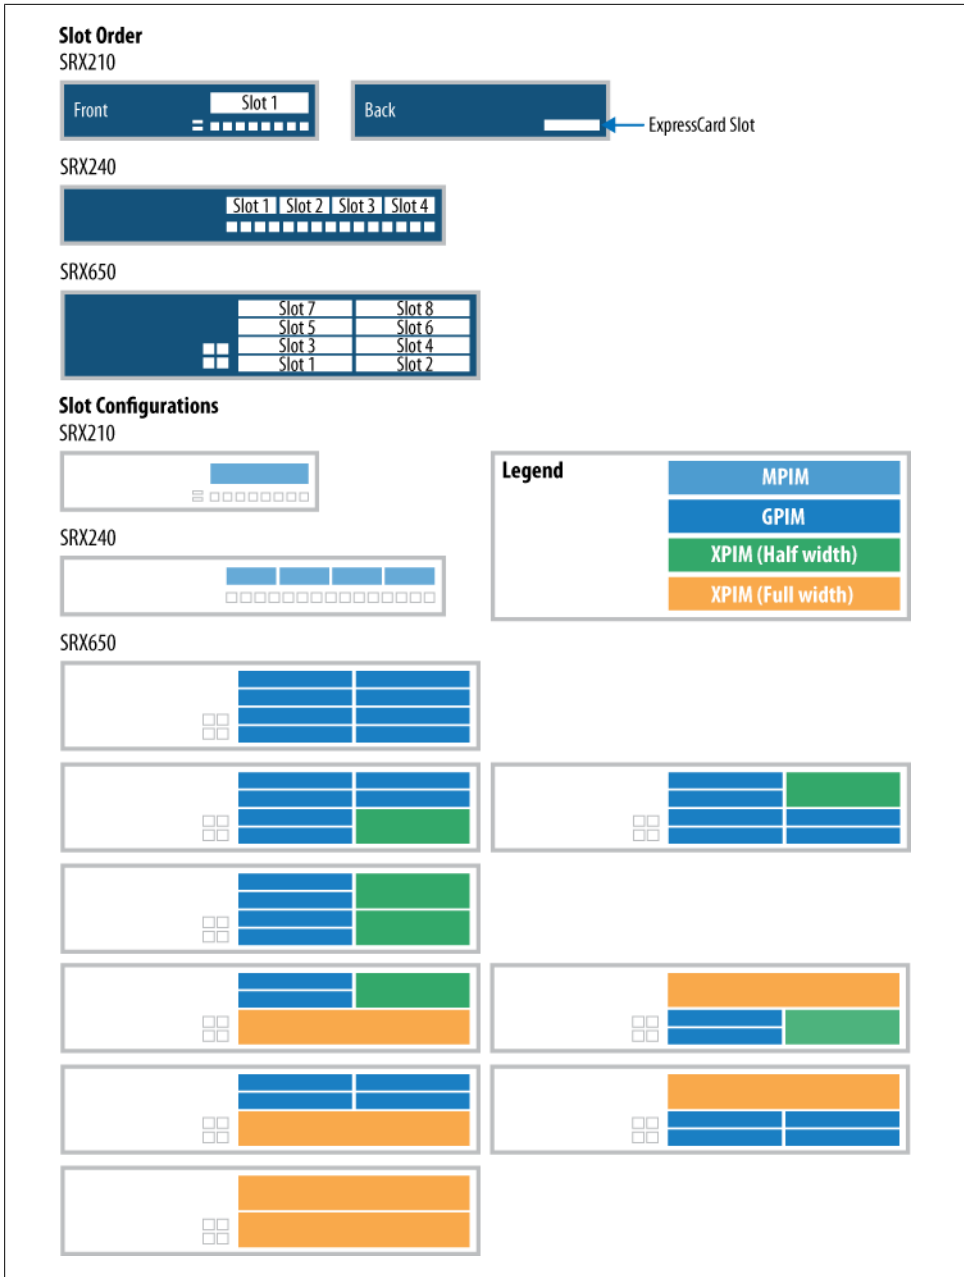 Slot Order
SRX210
Front
Slot 1
Back
ExpressCard Slot
SRX240
Slot 1 Slot 2 Slot 3 Slot 4
SRX650
Slot 7 Slot 8
Slot 5 Slot 6
Slot 3 Slot 4
Slot 1 Slot 2
Slot Configurations
SRX210
Legend
MPIM
GPIM
XPIM (Half width)
XPIM (Full width)
SRX240
SRX650